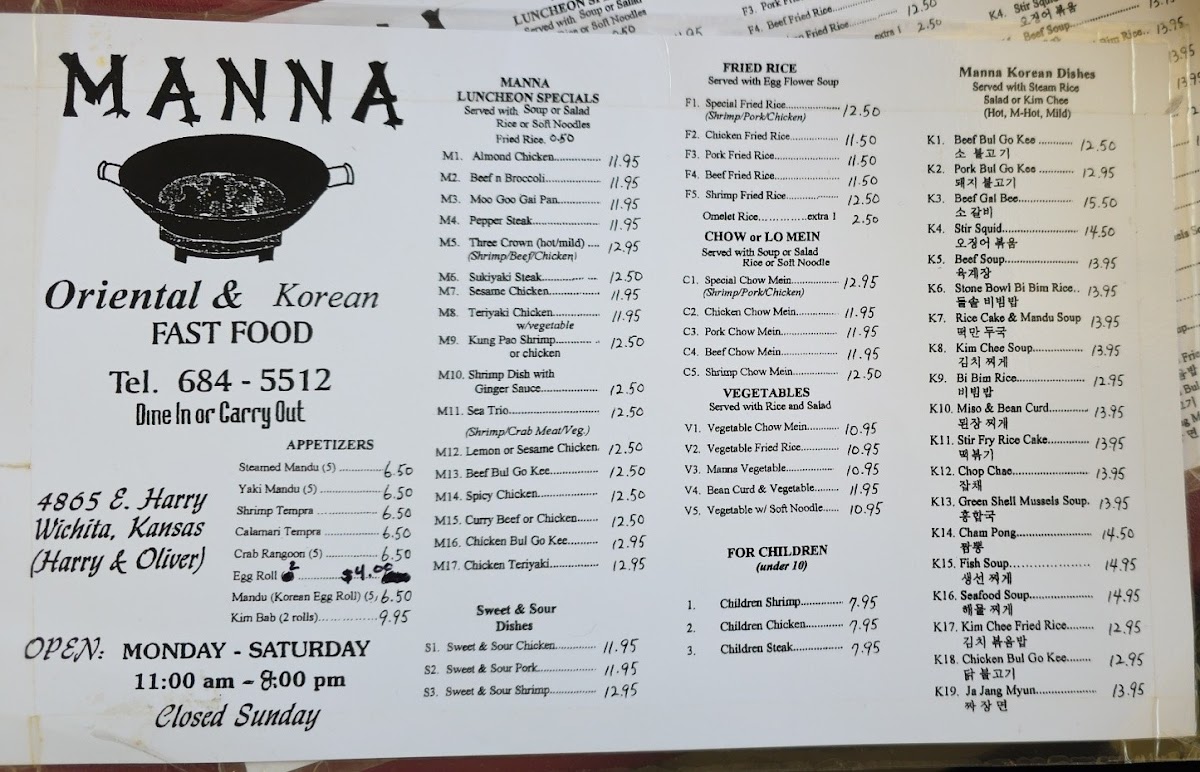 MANNA
Oriental & Korean
FAST FOOD
Tel. 684 - 5512
Dine In or Carry Out
4865 E. Harry
Wichita, Kansas
(Harry & Oliver)
APPETIZERS
Steamed Mandu (5) 6.50
Yaki Mandu (5) 6.50
Shrimp Tempra 6.50
Calamari Tempra 6.50
Crab Rangoon (5) 6.50
Egg Roll 2 $4.00
Mandu (Korean Egg Roll) (5) 6.50
Kim Bab (2 rolls) 9.95
OPEN: MONDAY - SATURDAY
11:00 am - 8:00 pm
Closed Sunday
MANNA
LUNCHEON SPECIALS
Served with Soup or Salad
Rice or Soft Noodles
Fried Rice. 0.50
M1. Almond Chicken 11.95
M2. Beef n Broccoli 11.95
M3. Moo Goo Gai Pan 11.95
M4. Pepper Steak 11.95
M5. Three Crown (hot/mild) 12.95
(Shrimp/Beef/Chicken)
M6. Sukiyaki Steak 12.50
M7. Sesame Chicken 11.95
M8. Teriyaki Chicken 11.95
w/vegetable
M9. Kung Pao Shrimp 12.50
or chicken
M10. Shrimp Dish with
Ginger Sauce 12.50
M11. Sea Trio 12.50
(Shrimp/Crab Meat/Veg.)
M12. Lemon or Sesame Chicken. 12.50
M13. Beef Bul Go Kee 12.50
M14. Spicy Chicken 12.50
M15. Curry Beef or Chicken 12.50
M16. Chicken Bul Go Kee 12.95
M17. Chicken Teriyaki 12.95
Sweet & Sour
Dishes
S1. Sweet & Sour Chicken 11.95
S2. Sweet & Sour Pork 11.95
S3. Sweet & Sour Shrimp 12.95
FRIED RICE
Served with Egg Flower Soup
F1. Special Fried Rice 12.50
(Shrimp/Pork/Chicken)
F2. Chicken Fried Rice 11.50
F3. Pork Fried Rice 11.50
F4. Beef Fried Rice 11.50
F5. Shrimp Fried Rice 12.50
Omelet Rice extra 1 2.50
CHOW or LO MEIN
Served with Soup or Salad
Rice or Soft Noodle
C1. Special Chow Mein 12.95
(Shrimp/Pork/Chicken)
C2. Chicken Chow Mein 11.95
C3. Pork Chow Mein 11.95
C4. Beef Chow Mein 11.95
C5. Shrimp Chow Mein 12.50
VEGETABLES
Served with Rice and Salad
V1. Vegetable Chow Mein 10.95
V2. Vegetable Fried Rice 10.95
V3. Manna Vegetable 10.95
V4. Bean Curd & Vegetable 11.95
V5. Vegetable w/ Soft Noodle 10.95
FOR CHILDREN
(under 10)
1. Children Shrimp 7.95
2. Children Chicken 7.95
3. Children Steak 7.95
Manna Korean Dishes
Served with Steam Rice
Salad or Kim Chee
(Hot, M-Hot, Mild)
K1. Beef Bul Go Kee 12.50
소 불고기
K2. Pork Bul Go Kee 12.95
돼지 불고기
K3. Beef Gal Bee 15.50
소 갈비
K4. Stir Squid 14.50
오징어 볶음
K5. Beef Soup 13.95
육계장
K6. Stone Bowl Bi Bim Rice.. 13.95
돌솥 비빔밥
K7. Rice Cake & Mandu Soup 13.95
떡만 두국
K8. Kim Chee Soup 13.95
김치 찌게
K9. Bi Bim Rice 12.95
비빔밥
K10. Miso & Bean Curd 13.95
된장 찌개
K11. Stir Fry Rice Cake 13.95
떡볶기
K12. Chop Chae 13.95
잡채
K13. Green Shell Mussels Soup. 13.95
홍합국
K14. Cham Pong 14.50
짬뽕
K15. Fish Soup 14.95
생선 찌게
K16. Seafood Soup 14.95
해물 찌게
K17. Kim Chee Fried Rice 12.95
김치 볶음밥
K18. Chicken Bul Go Kee 12.95
닭 불고기
K19. Ja Jang Myun 13.95
짜 장 면